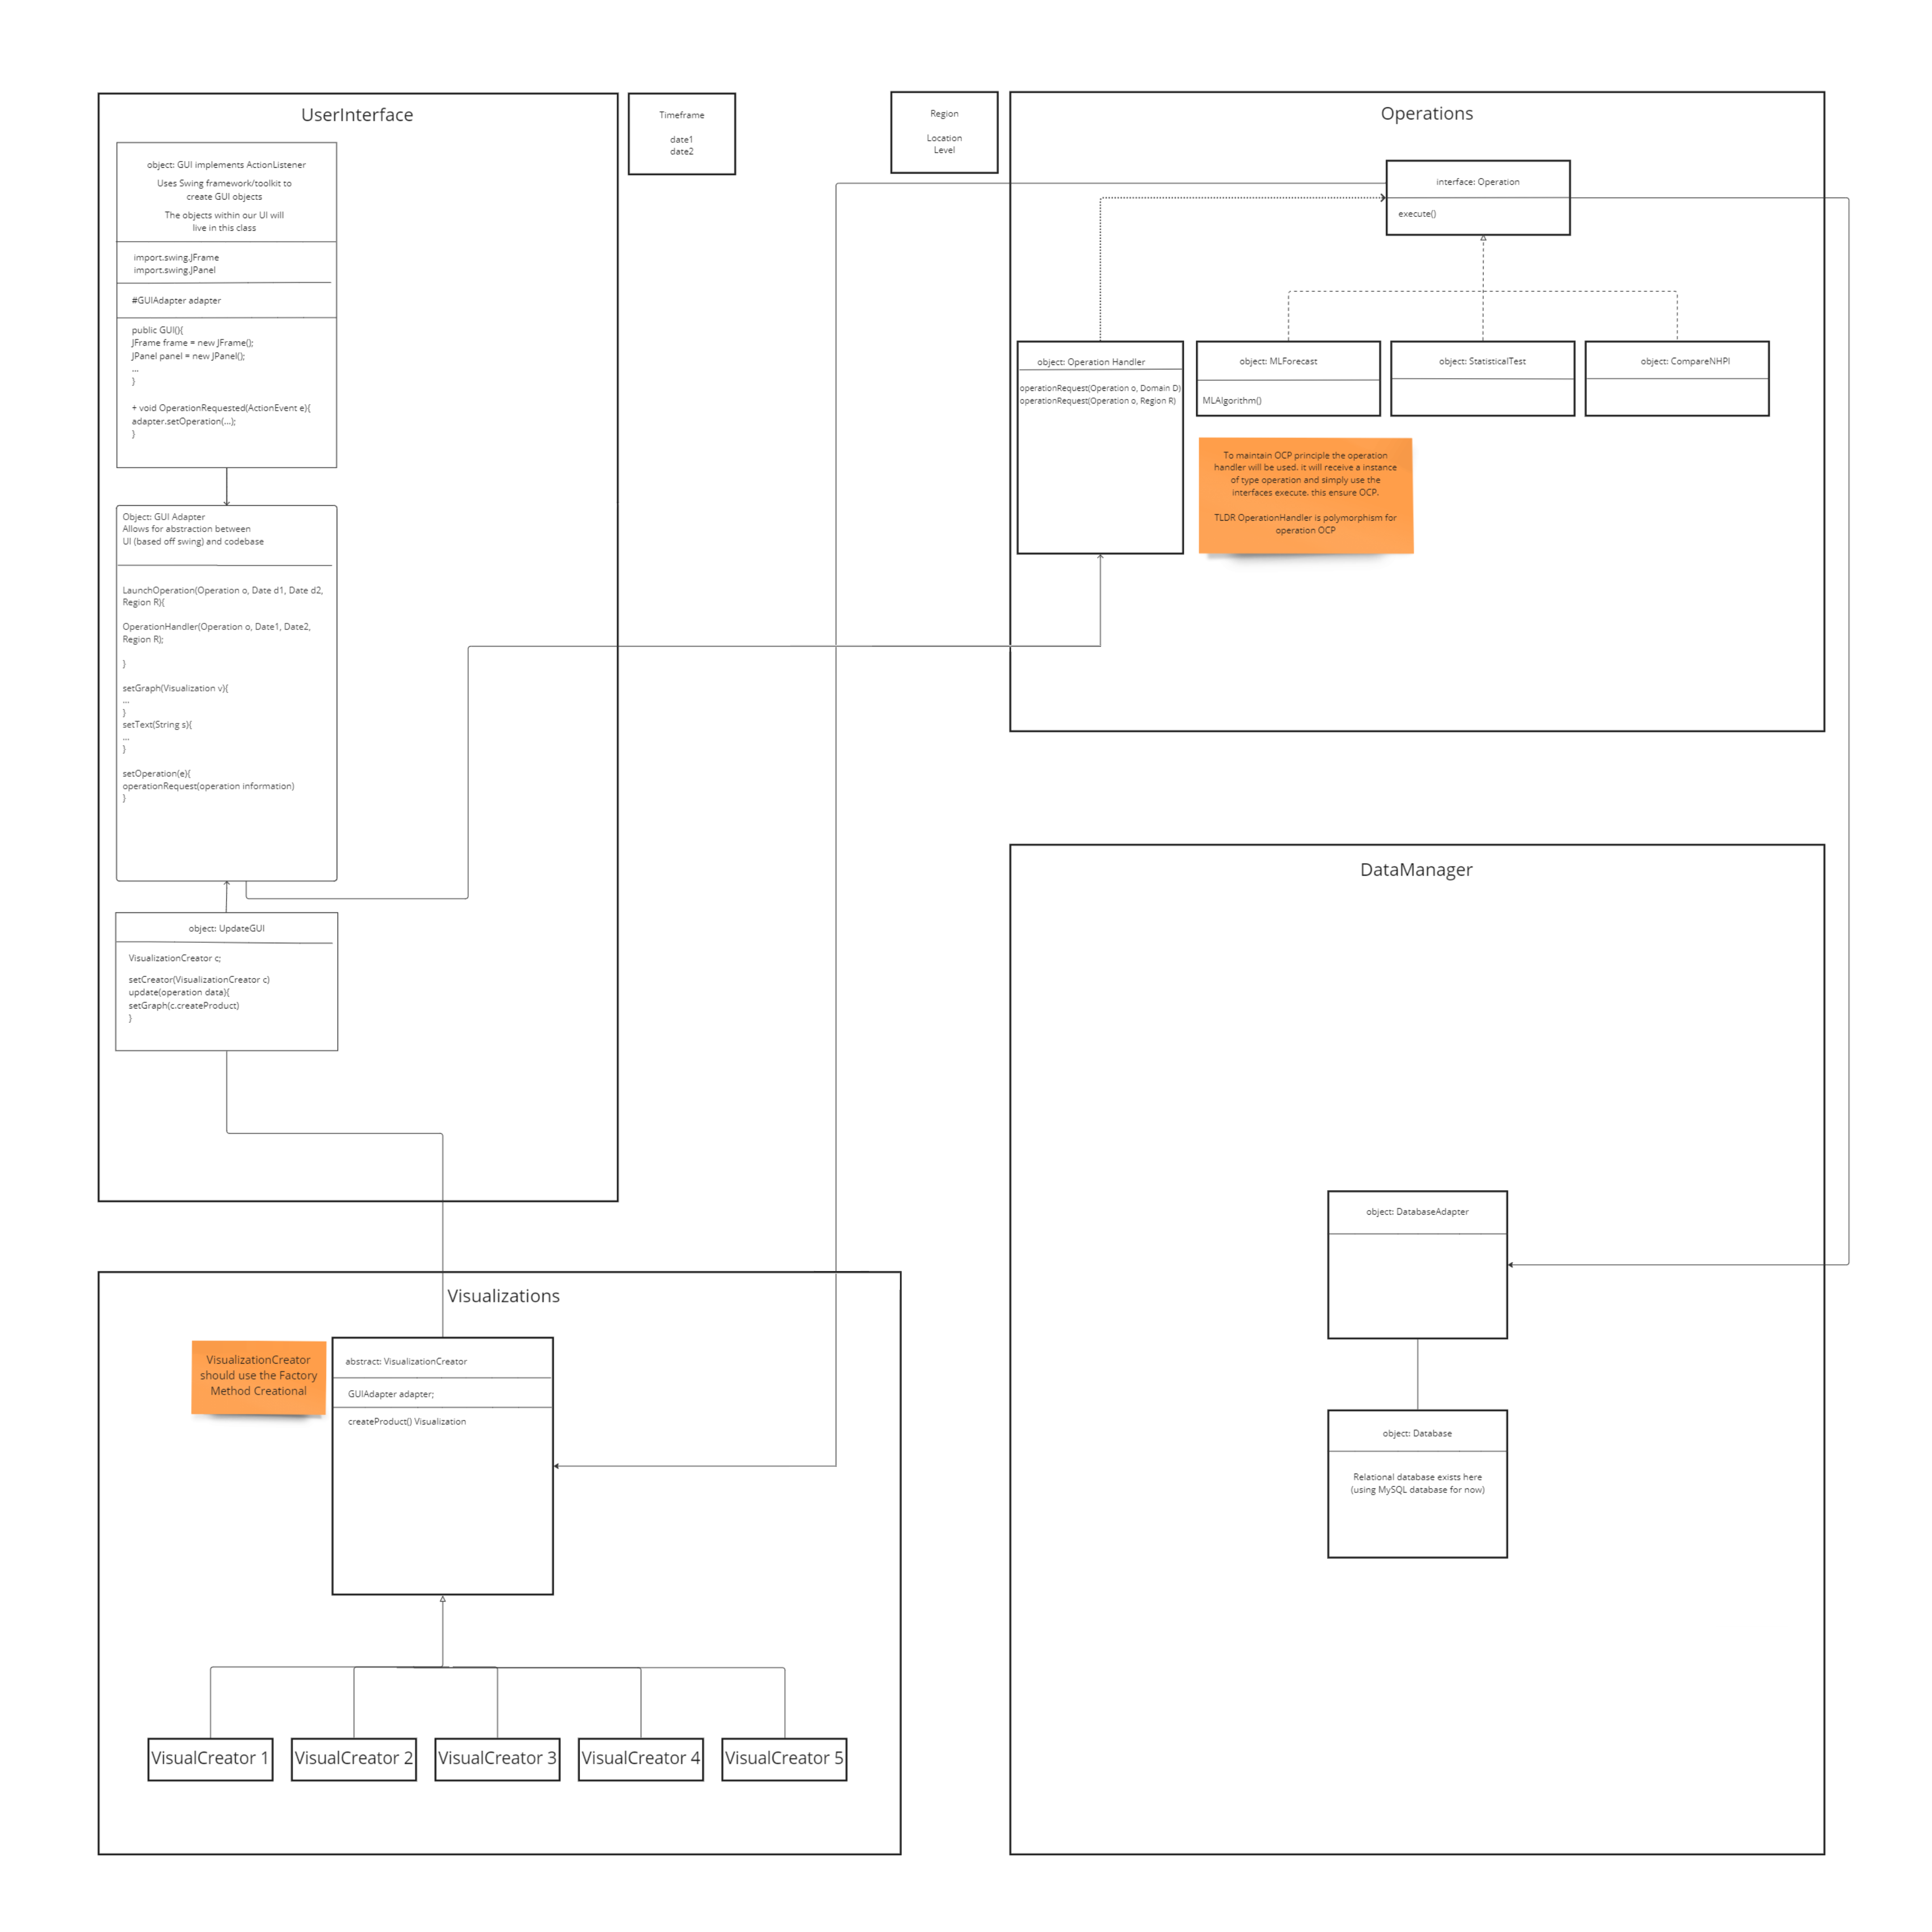 UserInterface
object: GUI implements ActionListener
Uses Swing framework/toolkit to
create GUI objects
The objects within our UI will
live in this class
import.swing.JFrame
import.swing.JPanel
#GUIAdapter adapter
public GUI(){
JFrame frame = new JFrame();
JPanel panel = new JPanel();
...
}
+ void OperationRequested(ActionEvent e){
adapter.setOperation(...);
}
Object: GUI Adapter
Allows for abstraction between
UI (based off swing) and codebase
LaunchOperation(Operation o, Date d1, Date d2,
Region R){
OperationHandler(Operation o, Date1, Date2,
Region R);
}
setGraph(Visualization v){
...
}
setText(String s){
...
}
setOperation(e){
operationRequest(operation information)
}
object: UpdateGUI
VisualizationCreator c;
setCreator(VisualizationCreator c)
update(operation data){
setGraph(c.createProduct)
}
Timeframe
date1
date2
Region
Location
Level
Operations
interface: Operation
execute()
object: Operation Handler
operationRequest(Operation o, Domain D)
operationRequest(Operation o, Region R)
object: MLForecast
MLAlgorithm()
object: StatisticalTest
object: CompareNHPI
To maintain OCP principle the operation
handler will be used. it will receive a instance
of type operation and simply use the
interfaces execute. this ensure OCP.
TLDR OperationHandler is polymorphism for
operation OCP
DataManager
object: DatabaseAdapter
object: Database
Relational database exists here
(using MySQL database for now)
Visualizations
VisualizationCreator
should use the Factory
Method Creational
abstract: VisualizationCreator
GUIAdapter adapter;
createProduct() Visualization
VisualCreator 1
VisualCreator 2
VisualCreator 3
VisualCreator 4
VisualCreator 5